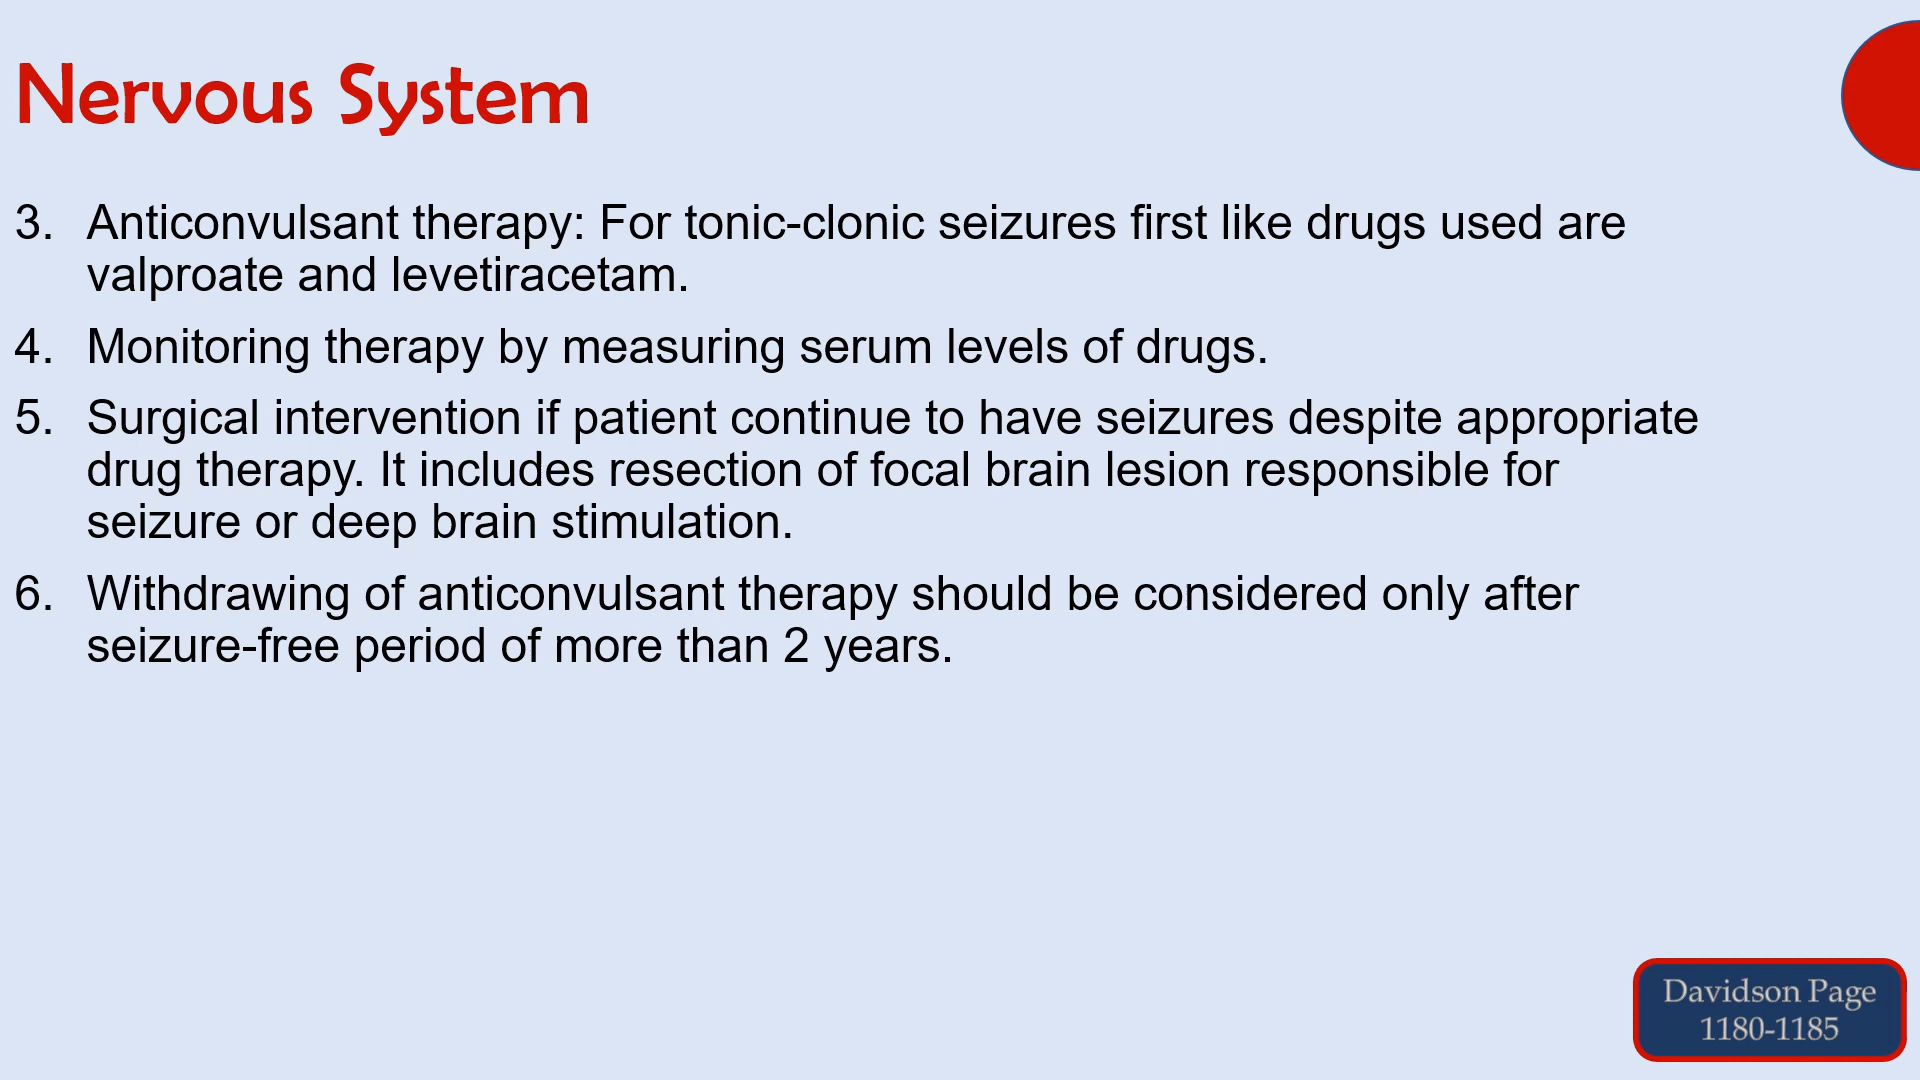 Nervous System
3. Anticonvulsant therapy: For tonic-clonic seizures first like drugs used are
valproate and levetiracetam.
4. Monitoring therapy by measuring serum levels of drugs.
5. Surgical intervention if patient continue to have seizures despite appropriate
drug therapy. It includes resection of focal brain lesion responsible for
seizure or deep brain stimulation.
6. Withdrawing of anticonvulsant therapy should be considered only after
seizure-free period of more than 2 years.
Davidson Page
1180-1185